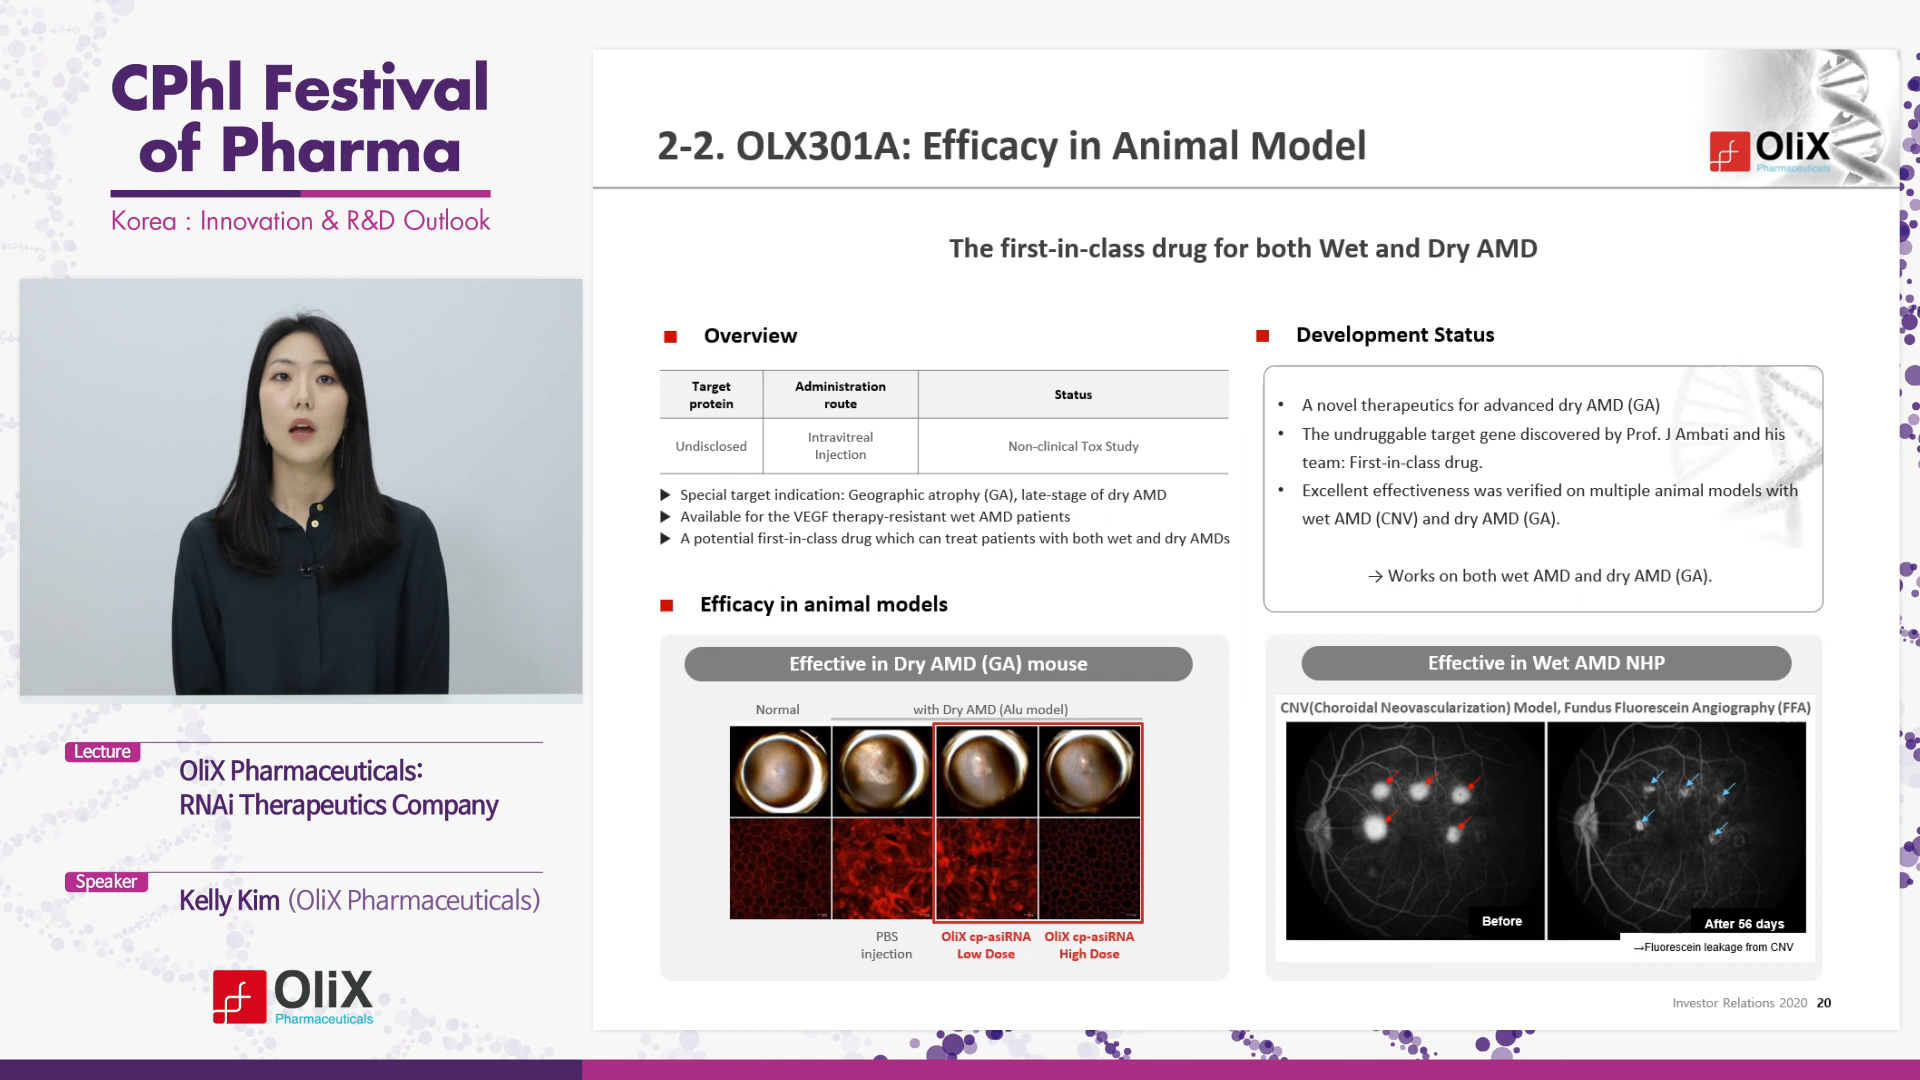 CPhl Festival
of Pharma
Korea : Innovation & R&D Outlook
Lecture
OliX Pharmaceuticals:
RNAi Therapeutics Company
Speaker
Kelly Kim (OliX Pharmaceuticals)
OliX
Pharmaceuticals
2-2. OLX301A: Efficacy in Animal Model
OliX
Pharmaceuticals
The first-in-class drug for both Wet and Dry AMD
Overview
Target
protein
Administration
route
Status
Undisclosed
Intravitreal
Injection
Non-clinical Tox Study
▶ Special target indication: Geographic atrophy (GA), late-stage of dry AMD
▶ Available for the VEGF therapy-resistant wet AMD patients
▶ A potential first-in-class drug which can treat patients with both wet and dry AMDs
Development Status
• A novel therapeutics for advanced dry AMD (GA)
• The undruggable target gene discovered by Prof. J Ambati and his
team: First-in-class drug.
• Excellent effectiveness was verified on multiple animal models with
wet AMD (CNV) and dry AMD (GA).
→ Works on both wet AMD and dry AMD (GA).
Efficacy in animal models
Effective in Dry AMD (GA) mouse
Normal
with Dry AMD (Alu model)
PBS
injection
OliX cp-asiRNA
Low Dose
OliX cp-asiRNA
High Dose
Effective in Wet AMD NHP
CNV(Choroidal Neovascularization) Model, Fundus Fluorescein Angiography (FFA)
Before
After 56 days
→Fluorescein leakage from CNV
Investor Relations 2020 20